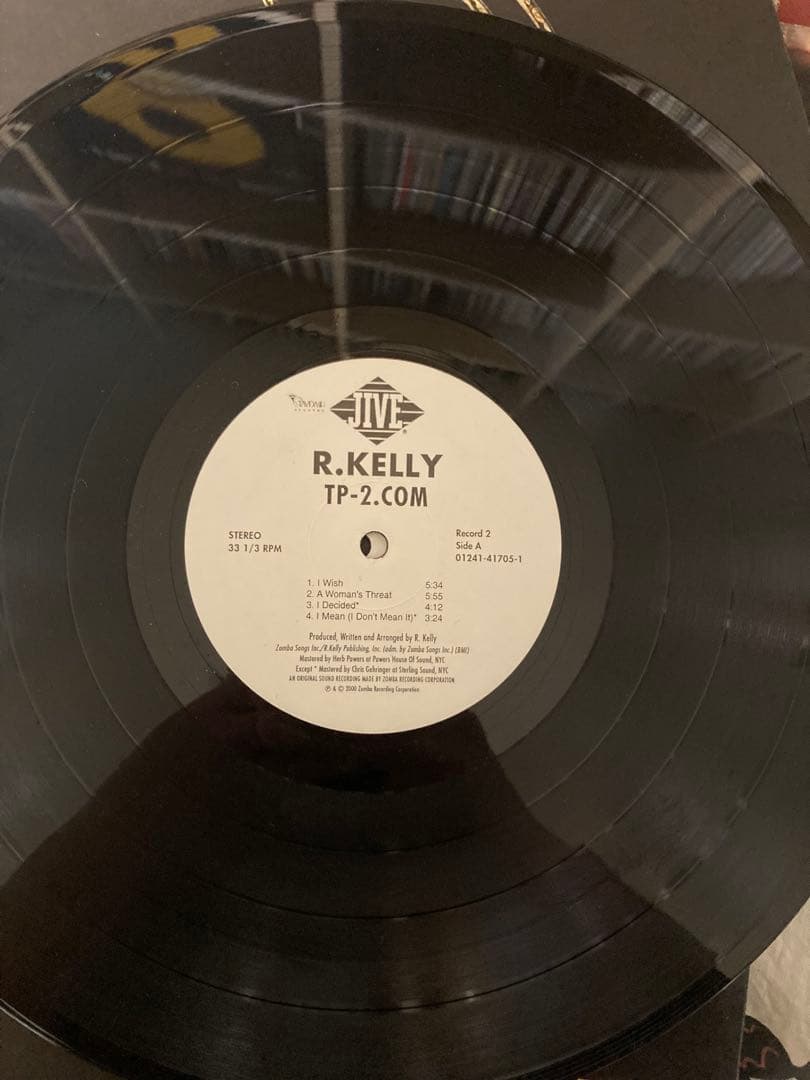 JIVE®
R.KELLY
TP-2.COM
STEREO
33 1/3 RPM
Record 2
Side A
01241-41705-1
1. I Wish 5:34
2. A Woman's Threat 5:55
3. I Decided* 4:12
4. I Mean (I Don't Mean It)* 3:24
Produced, Written and Arranged by R. Kelly
Zomba Songs Inc./R.Kelly Publishing, Inc. (adm. by Zomba Songs Inc.) (BMI)
Mastered by Herb Powers at Powers House Of Sound, NYC
Except * Mastered by Chris Gehringer at Sterling Sound, NYC
AN ORIGINAL SOUND RECORDING MADE BY ZOMBA RECORDING CORPORATION
℗ & © 2000 Zomba Recording Corporation